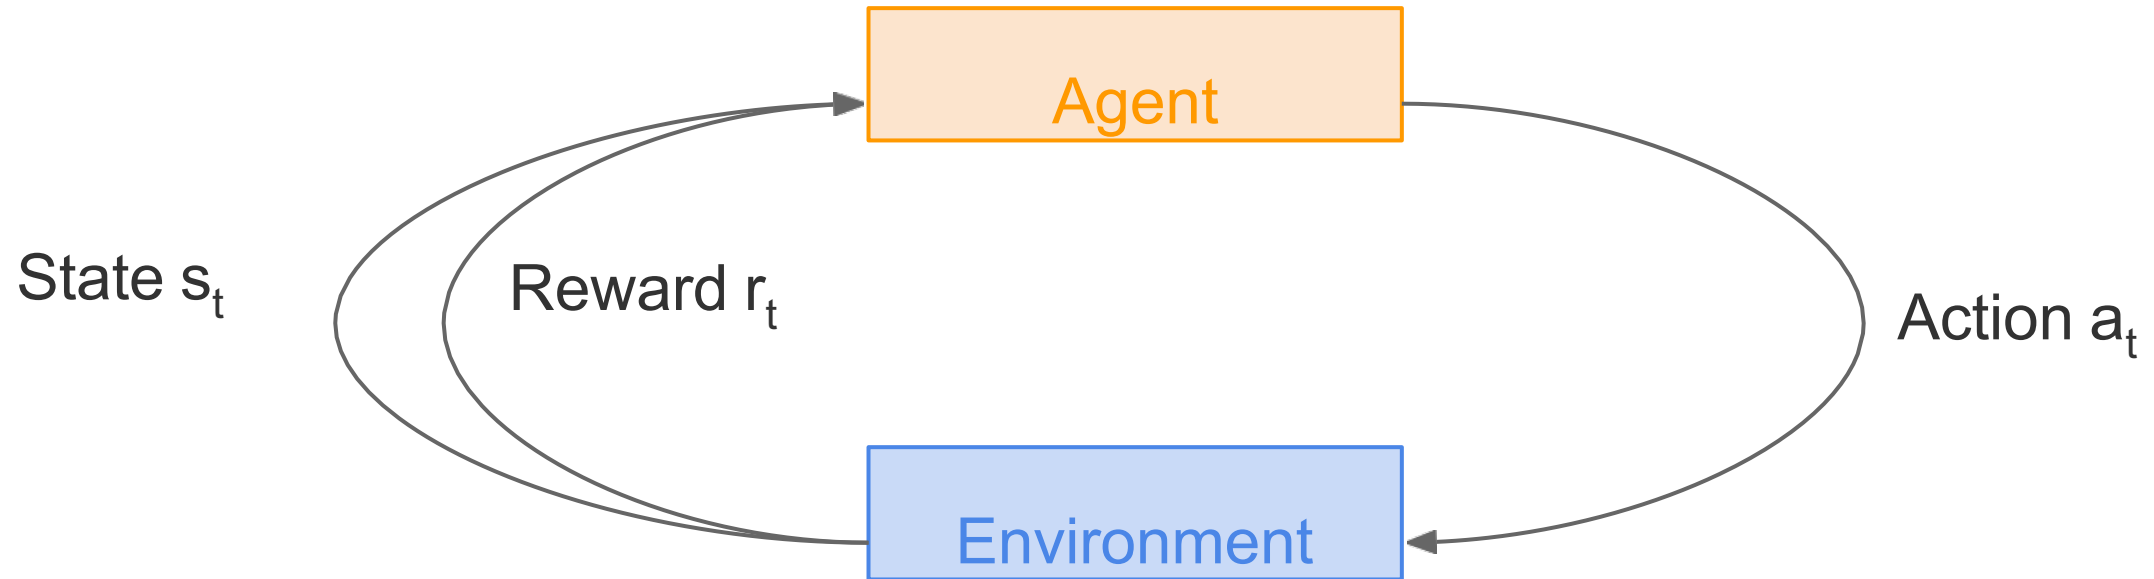 Agent
State sₜ
Reward rₜ
Action aₜ
Environment